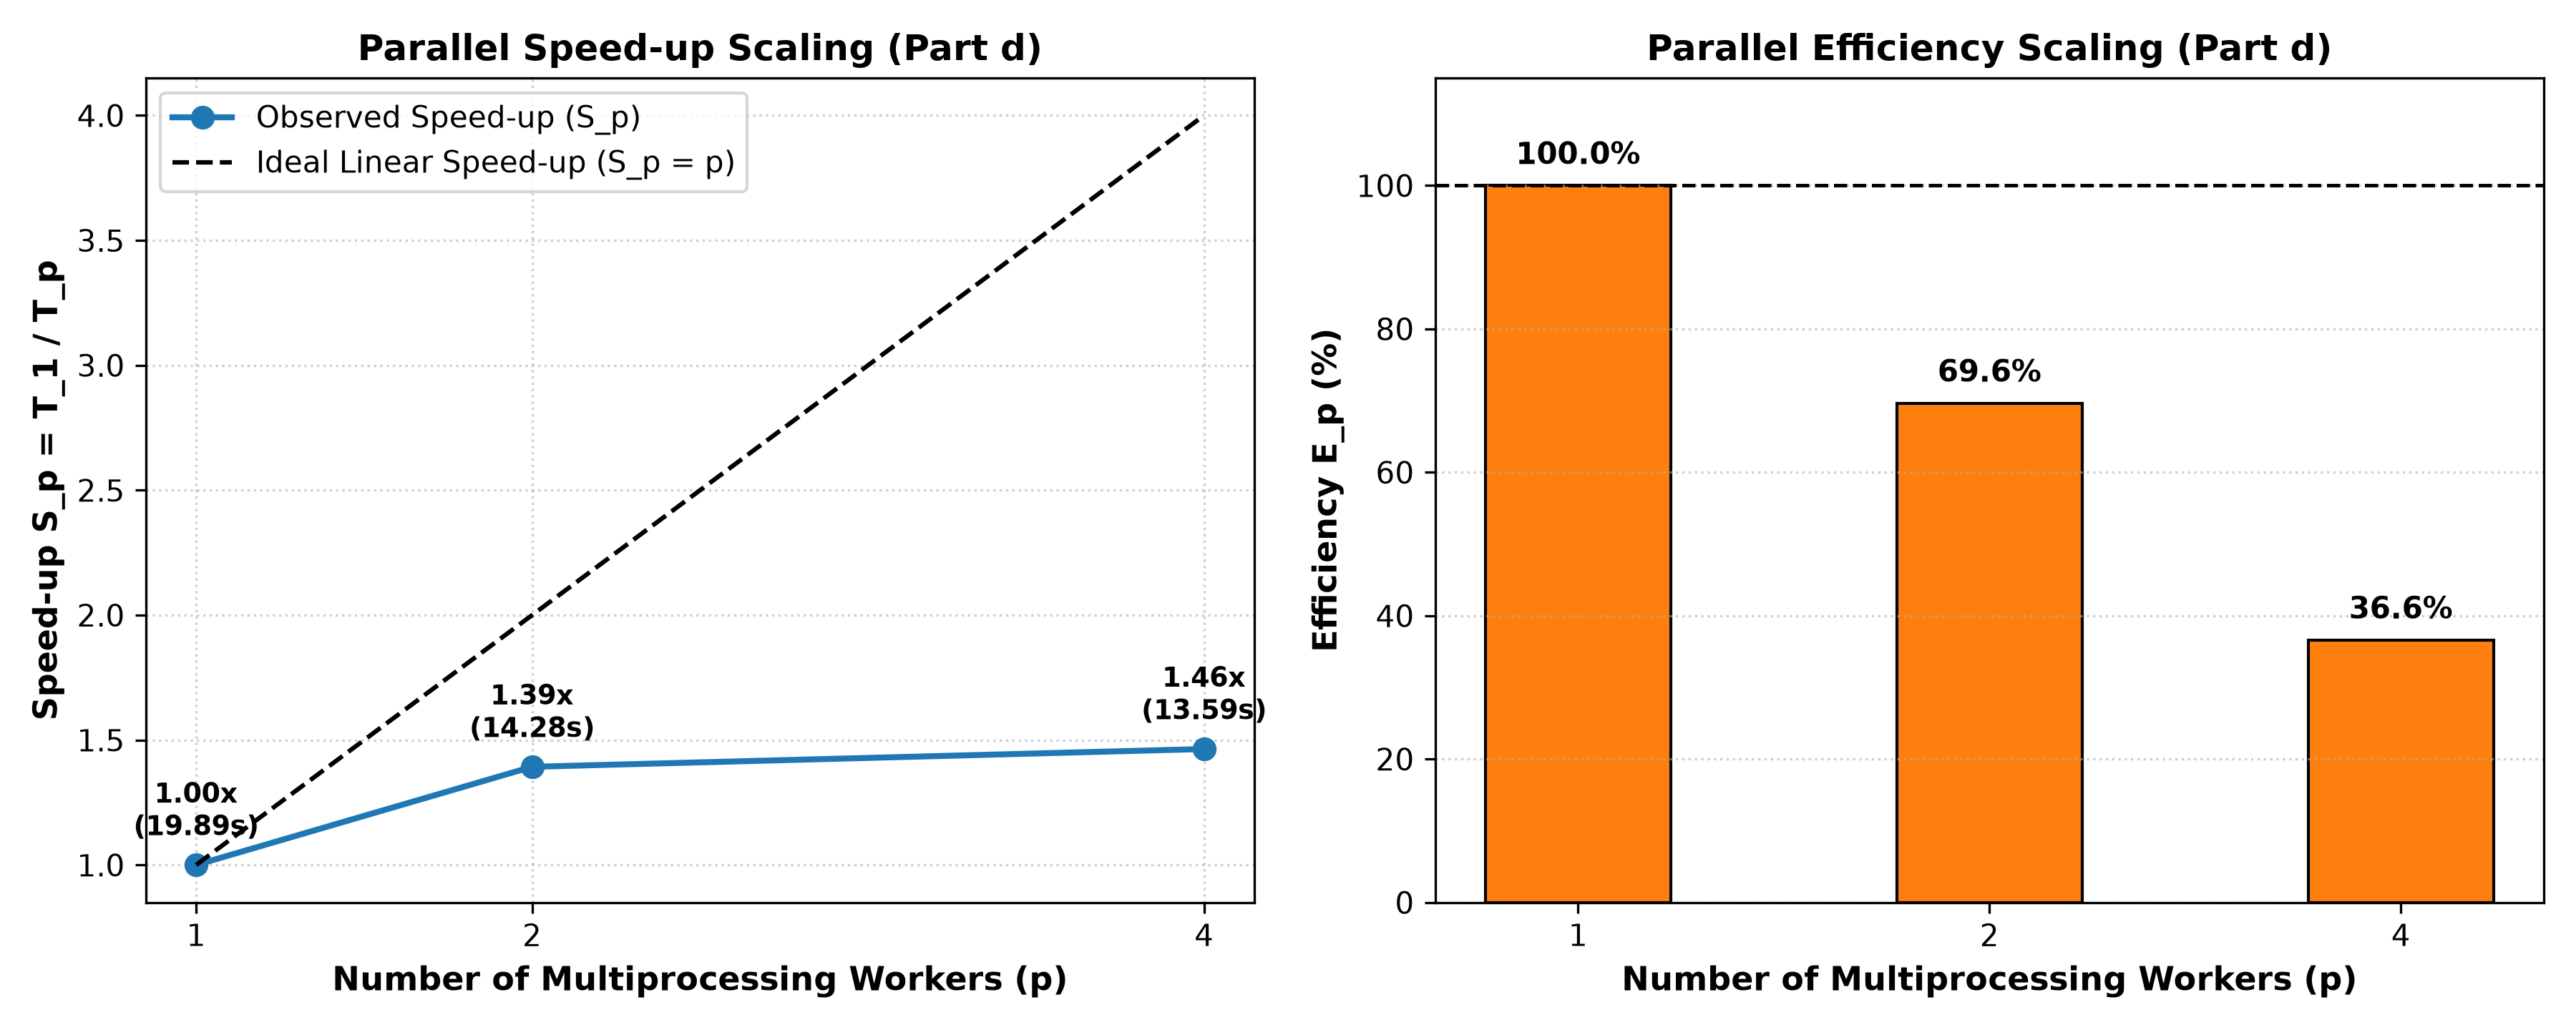 Parallel Speed-up Scaling (Part d)
Observed Speed-up (S_p)
Ideal Linear Speed-up (S_p = p)
Speed-up S_p = T_1 / T_p
4.0
3.5
3.0
2.5
2.0
1.5
1.0
1.00x
(19.89s)
1.39x
(14.28s)
1.46x
(13.59s)
1
2
4
Number of Multiprocessing Workers (p)
Parallel Efficiency Scaling (Part d)
Efficiency E_p (%)
100
80
60
40
20
0
100.0%
69.6%
36.6%
1
2
4
Number of Multiprocessing Workers (p)